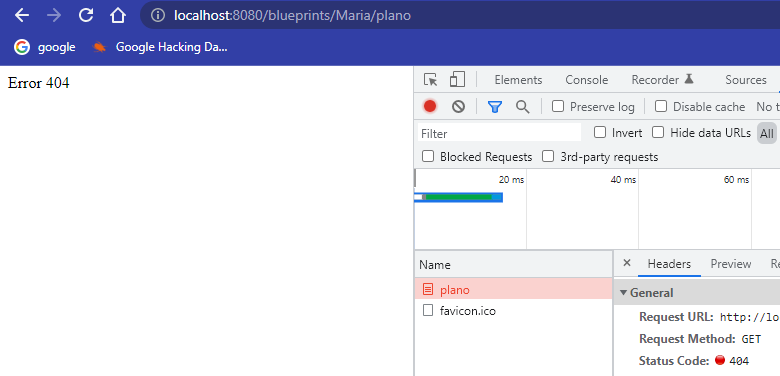 localhost:8080/blueprints/Maria/plano
google Google Hacking Da...
Error 404
Elements Console Recorder Sources
Preserve log Disable cache No t
Filter Invert Hide data URLs All
Blocked Requests 3rd-party requests
20 ms 40 ms 60 ms
Name × Headers Preview Re
plano
General
favicon.ico
Request URL: http://lo
Request Method: GET
Status Code: 404